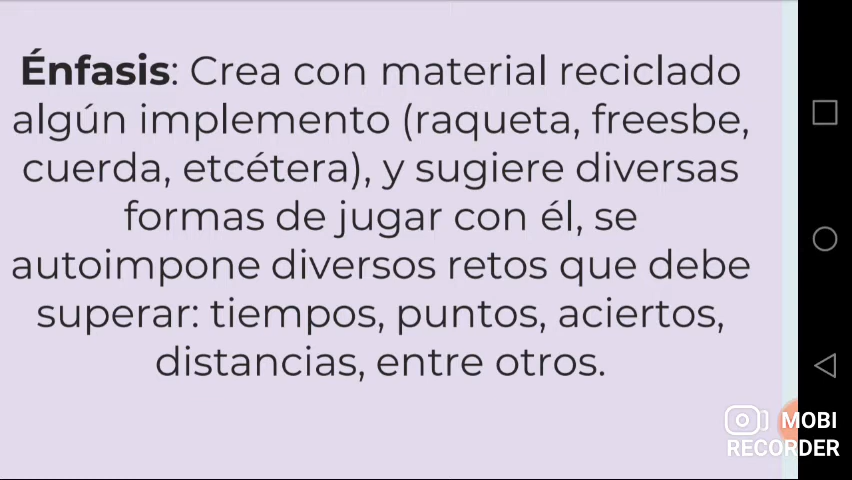 Énfasis: Crea con material reciclado
algún implemento (raqueta, freesbe,
cuerda, etcétera), y sugiere diversas
formas de jugar con él, se
autoimpone diversos retos que debe
superar: tiempos, puntos, aciertos,
distancias, entre otros.
MOBI
RECORDER